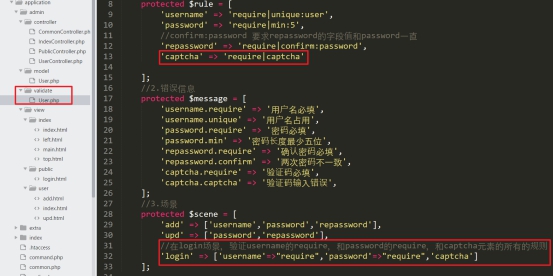 application
admin
controller
CommonController.php
IndexController.php
PublicController.php
UserController.php
model
User.php
validate
User.php
view
index
index.html
left.html
main.html
top.html
public
login.html
user
add.html
index.html
upd.html
extra
index
.htaccess
command.php
common.php
8 protected $rule = [
9 'username' => 'require|unique:user',
10 'password' => 'require|min:5',
11 //confirm:password 要求repassword的字段值和password一直
12 'repassword' => 'require|confirm:password',
13 'captcha' => 'require|captcha'
14
15 ];
16 //2.错误信息
17 protected $message = [
18 'username.require' => '用户名必填',
19 'username.unique' => '用户名占用',
20 'password.require' => '密码必填',
21 'password.min' => '密码长度最少五位',
22 'repassword.require' => '确认密码必填',
23 'repassword.confirm' => '两次密码不一致',
24 'captcha.require' => '验证码必填',
25 'captcha.captcha' => '验证码输入错误',
26 ];
27 //3.场景
28 protected $scene = [
29 'add' => ['username','password','repassword'],
30 'upd' => ['password','repassword'],
31 //在login场景，验证username的require，和password的require，和captcha元素的所有的规则
32 'login' => ['username'=>"require",'password'=>"require",'captcha']
33 ];